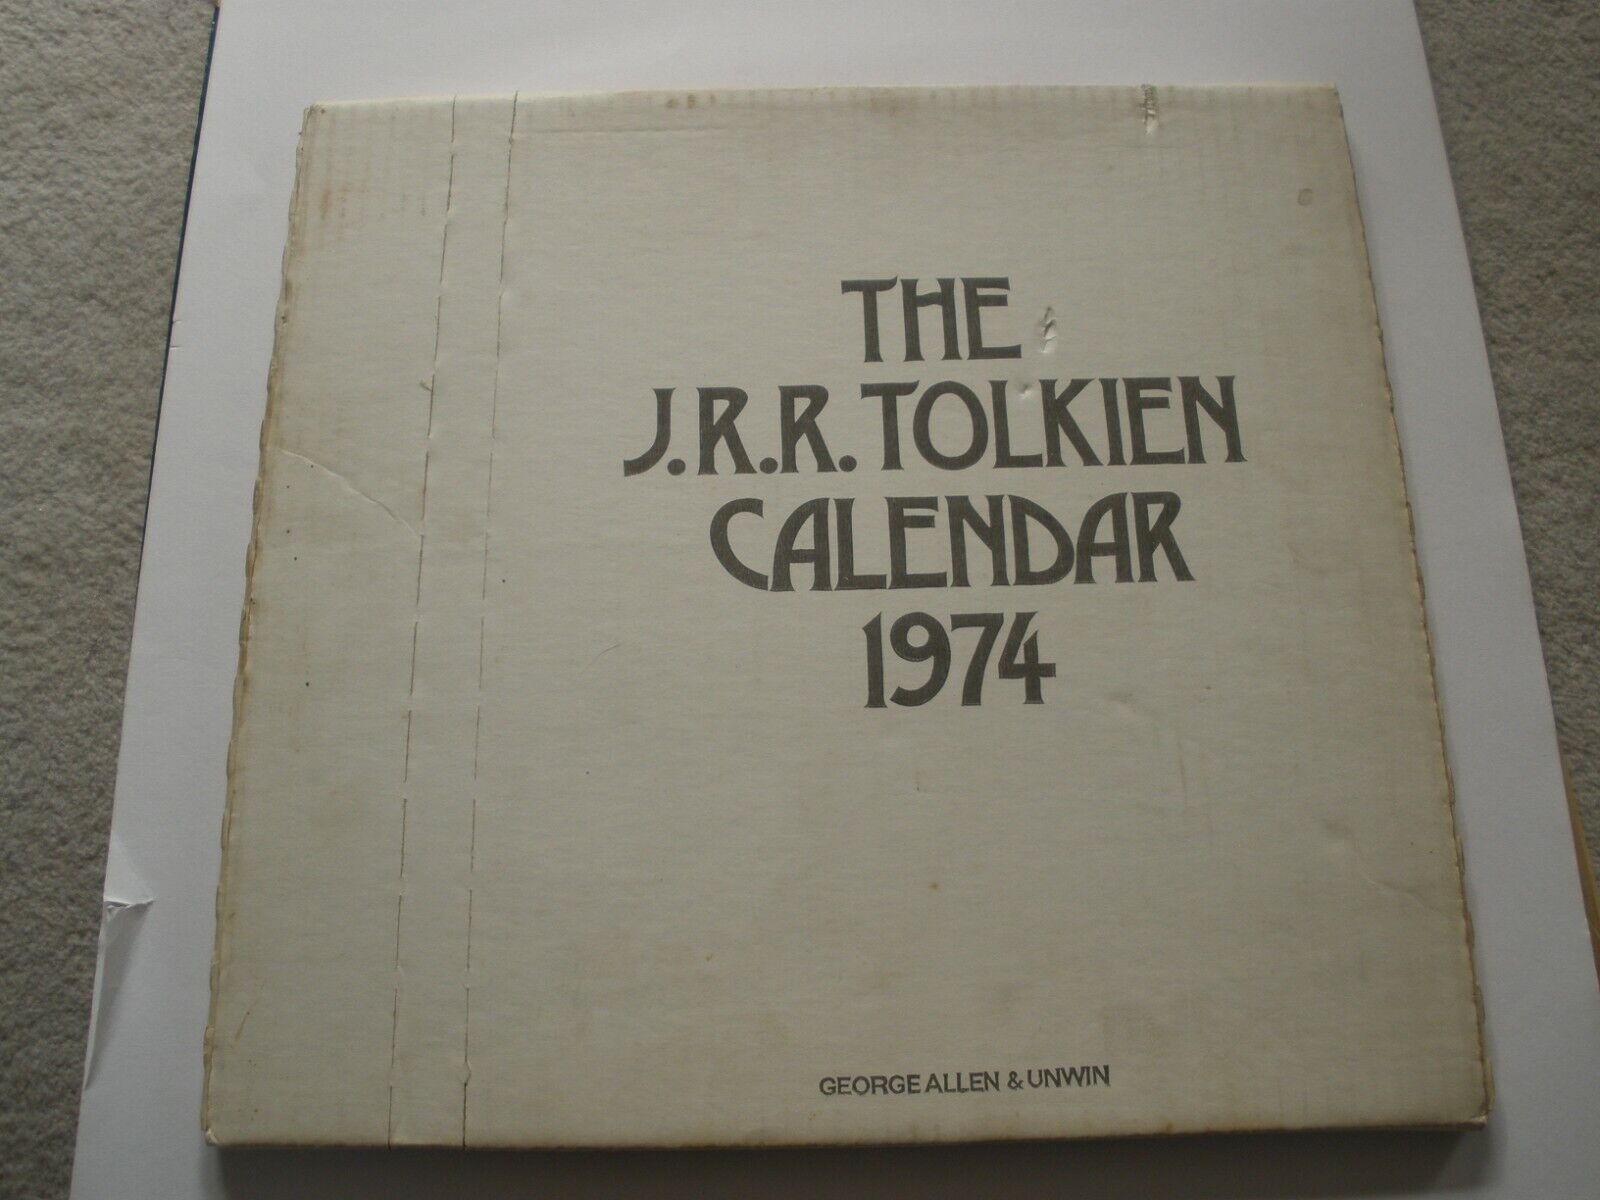 THE
J.R.R. TOLKIEN
CALENDAR
1974
GEORGE ALLEN & UNWIN